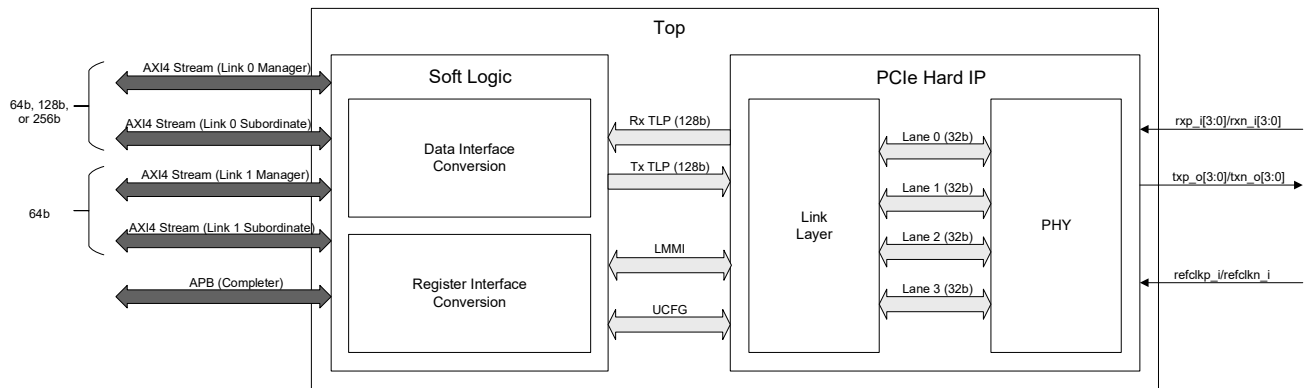 Top
Soft Logic
PCIe Hard IP
AXI4 Stream (Link 0 Manager)
64b, 128b,
or 256b
AXI4 Stream (Link 0 Subordinate)
AXI4 Stream (Link 1 Manager)
64b
AXI4 Stream (Link 1 Subordinate)
APB (Completer)
Data Interface
Conversion
Register Interface
Conversion
Rx TLP (128b)
Tx TLP (128b)
LMMI
UCFG
Link
Layer
Lane 0 (32b)
Lane 1 (32b)
Lane 2 (32b)
Lane 3 (32b)
PHY
rxp_i[3:0]/rxn_i[3:0]
txp_o[3:0]/txn_o[3:0]
refclkp_i/refclkn_i